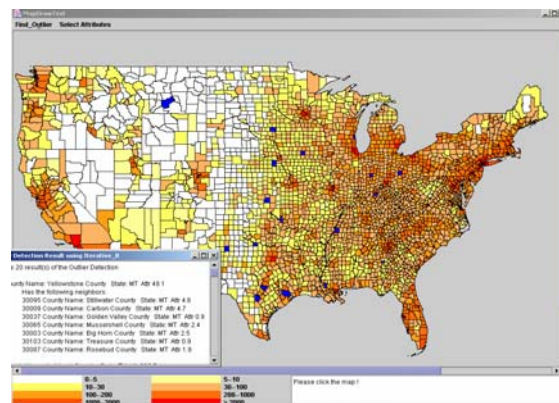 MapDrawTest
Find_Outlier Select Attributes
Detection Result using Iterative_R
20 result(s) of the Outlier Detection
County Name: Yellowstone County State: MT Attr 49.1
Has the following neighbors
30095 County Name: Stillwater County State: MT Attr 4.8
30009 County Name: Carbon County State: MT Attr 4.7
30037 County Name: Golden Valley County State: MT Attr 0.9
30065 County Name: Musselshell County State: MT Attr 2.4
30003 County Name: Big Horn County State: MT Attr 2.5
30103 County Name: Treasure County State: MT Attr 0.9
30087 County Name: Rosebud County State: MT Attr 1.9
0~5 5~10
10~30 30~100
100~200 200~1000
1000~2000 >2000
Please click the map !